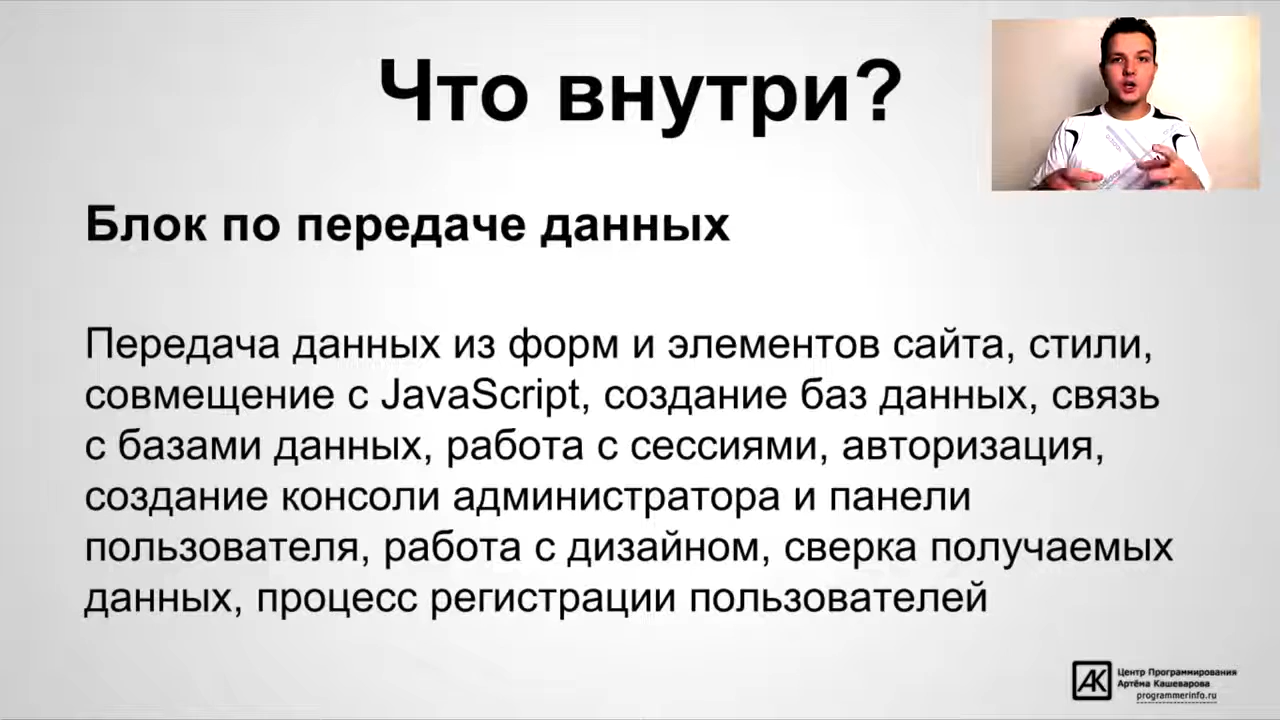 Что внутри?
Блок по передаче данных
Передача данных из форм и элементов сайта, стили,
совмещение с JavaScript, создание баз данных, связь
с базами данных, работа с сессиями, авторизация,
создание консоли администратора и панели
пользователя, работа с дизайном, сверка получаемых
данных, процесс регистрации пользователей
АК
Центр Программирования
Артёма Кашеварова
programmerinfo.ru